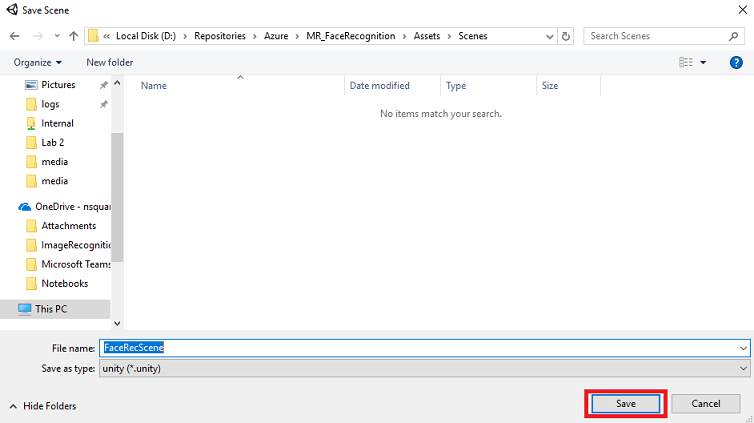 Save Scene
« Local Disk (D:) › Repositories › Azure › MR_FaceRecognition › Assets › Scenes
Search Scenes
Organize New folder
Name Date modified Type Size
No items match your search.
Pictures
logs
Internal
Lab 2
media
media
OneDrive - nsquar
Attachments
ImageRecognitio
Microsoft Teams
Notebooks
This PC
File name: FaceRecScene
Save as type: unity (*.unity)
Hide Folders Save Cancel